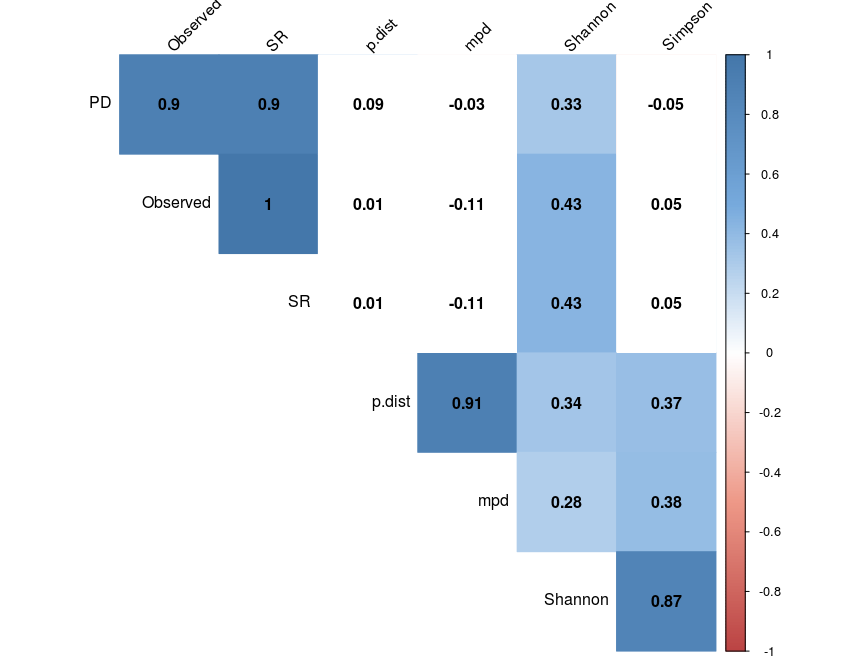 Observed SR p.dist mpd Shannon Simpson
PD 0.9 0.9 0.09 -0.03 0.33 -0.05
Observed 1 0.01 -0.11 0.43 0.05
SR 0.01 -0.11 0.43 0.05
p.dist 0.91 0.34 0.37
mpd 0.28 0.38
Shannon 0.87
1
0.8
0.6
0.4
0.2
0
-0.2
-0.4
-0.6
-0.8
-1